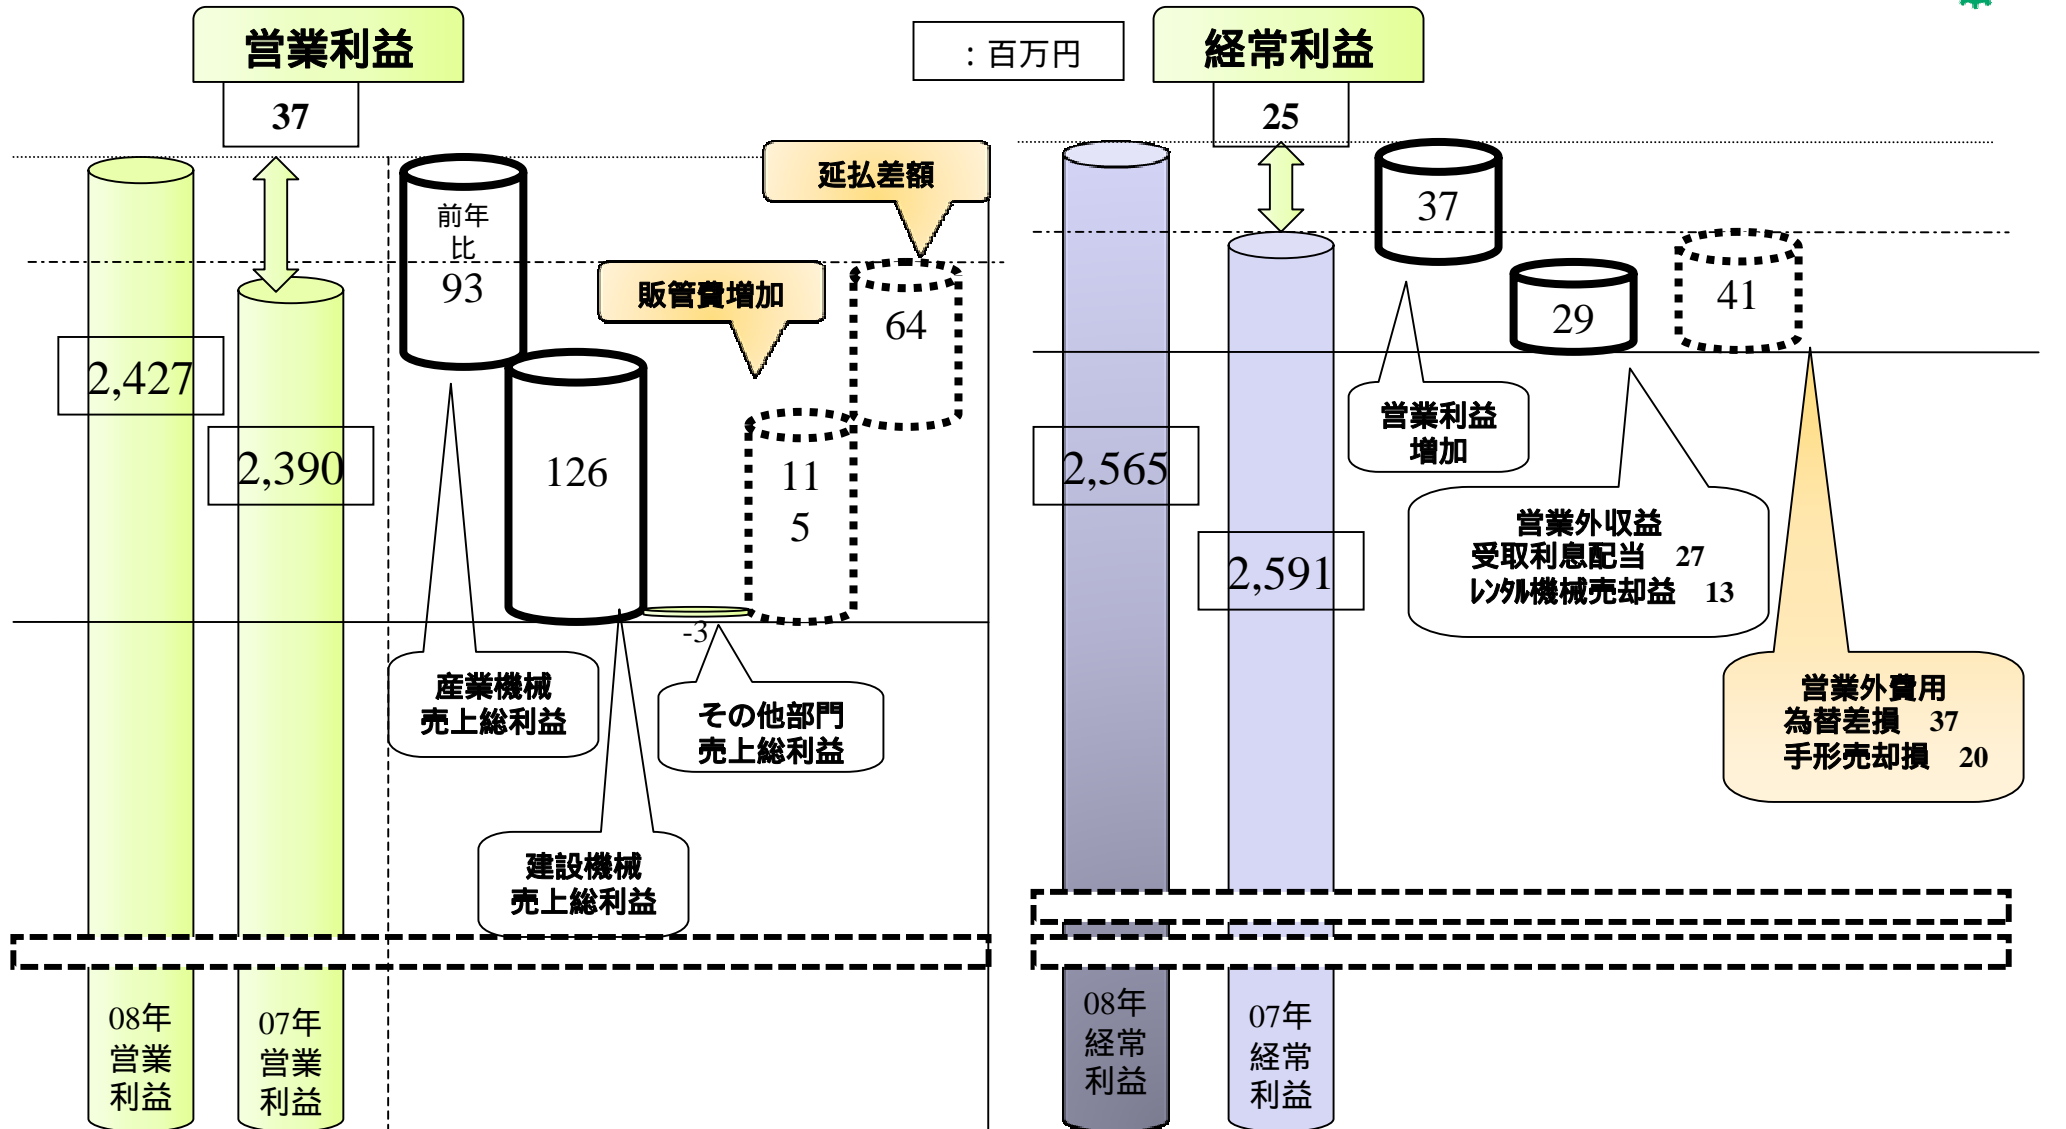 営業利益
37
：百万円
経常利益
25
延払差額
販管費増加
前年
比
93
126
-3
11
5
64
2,427
2,390
産業機械
売上総利益
その他部門
売上総利益
建設機械
売上総利益
08年
営業
利益
07年
営業
利益
37
29
41
2,565
2,591
営業利益
増加
営業外収益
受取利息配当 27
ﾚﾝﾀﾙ機械売却益 13
営業外費用
為替差損 37
手形売却損 20
08年
経常
利益
07年
経常
利益